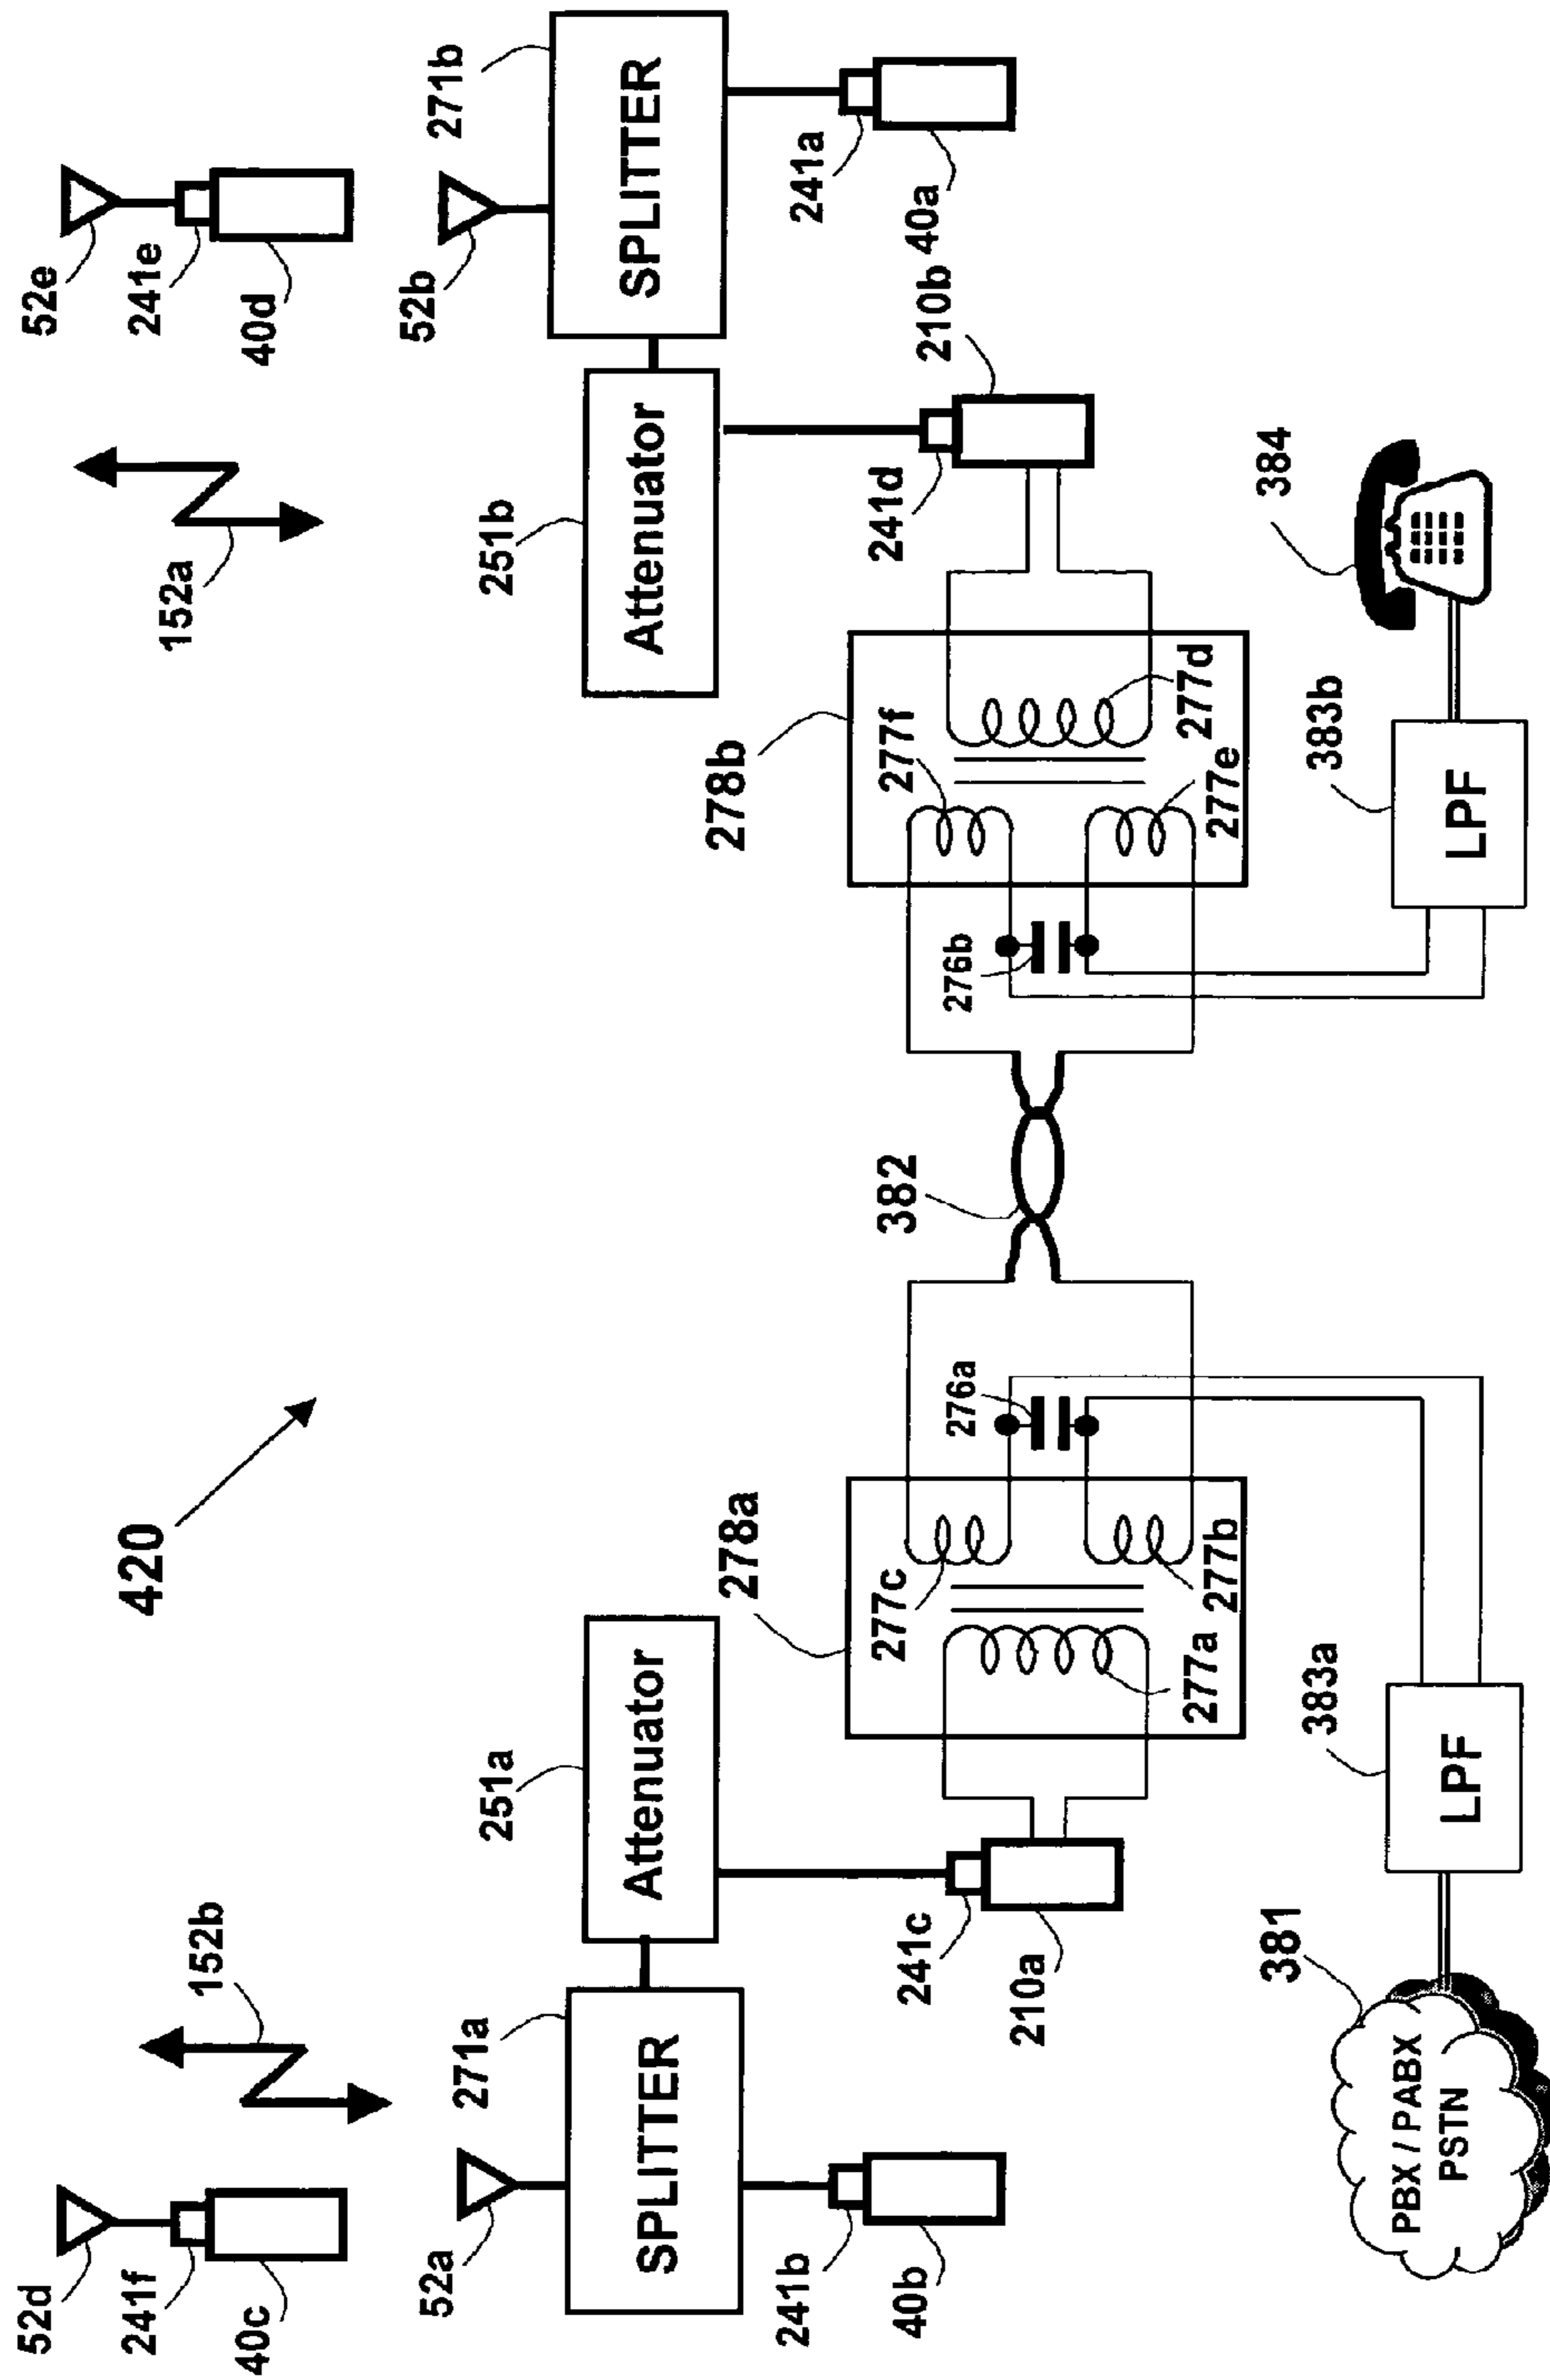 420
52d
241f
40c
152b
152a
52e
241e
40d
52a
271a
SPLITTER
241b
40b
251a
Attenuator
241c
210a
251b
Attenuator
52b
271b
SPLITTER
241a
40a
241d
210b
278a
277c
277a
277b
276a
382
278b
277f
277d
277e
276b
381
PBX / PABX
PSTN
383a
LPF
383b
LPF
384